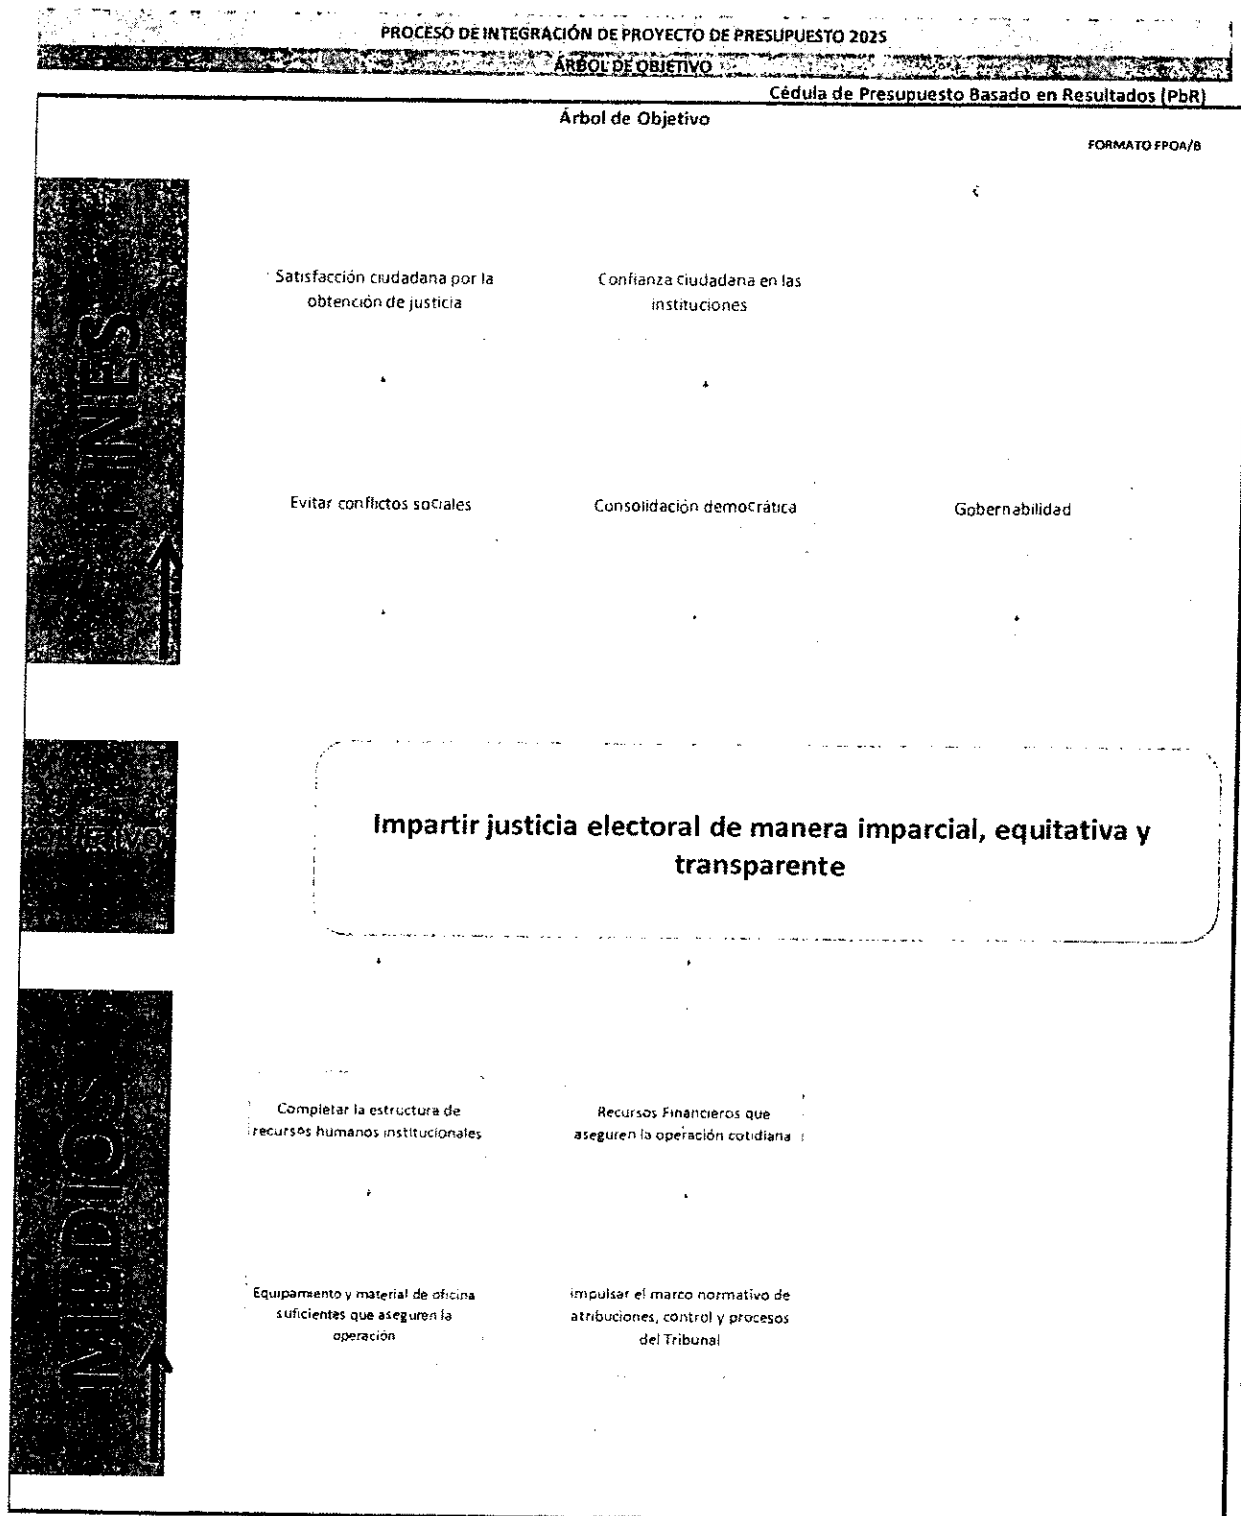 PROCESO DE INTEGRACIÓN DE PROYECTO DE PRESUPUESTO 2025
ÁRBOL DE OBJETIVO
Cédula de Presupuesto Basado en Resultados (PbR)
Árbol de Objetivo
FORMATO FPOA/B
FINES
Satisfacción ciudadana por la
obtención de justicia
Confianza ciudadana en las
instituciones
Evitar conflictos sociales
Consolidación democrática
Gobernabilidad
Impartir justicia electoral de manera imparcial, equitativa y
transparente
MEDIOS
Completar la estructura de
recursos humanos institucionales
Recursos Financieros que
aseguren la operación cotidiana
Equipamiento y material de oficina
suficientes que aseguren la
operación
impulsar el marco normativo de
atribuciones, control y procesos
del Tribunal